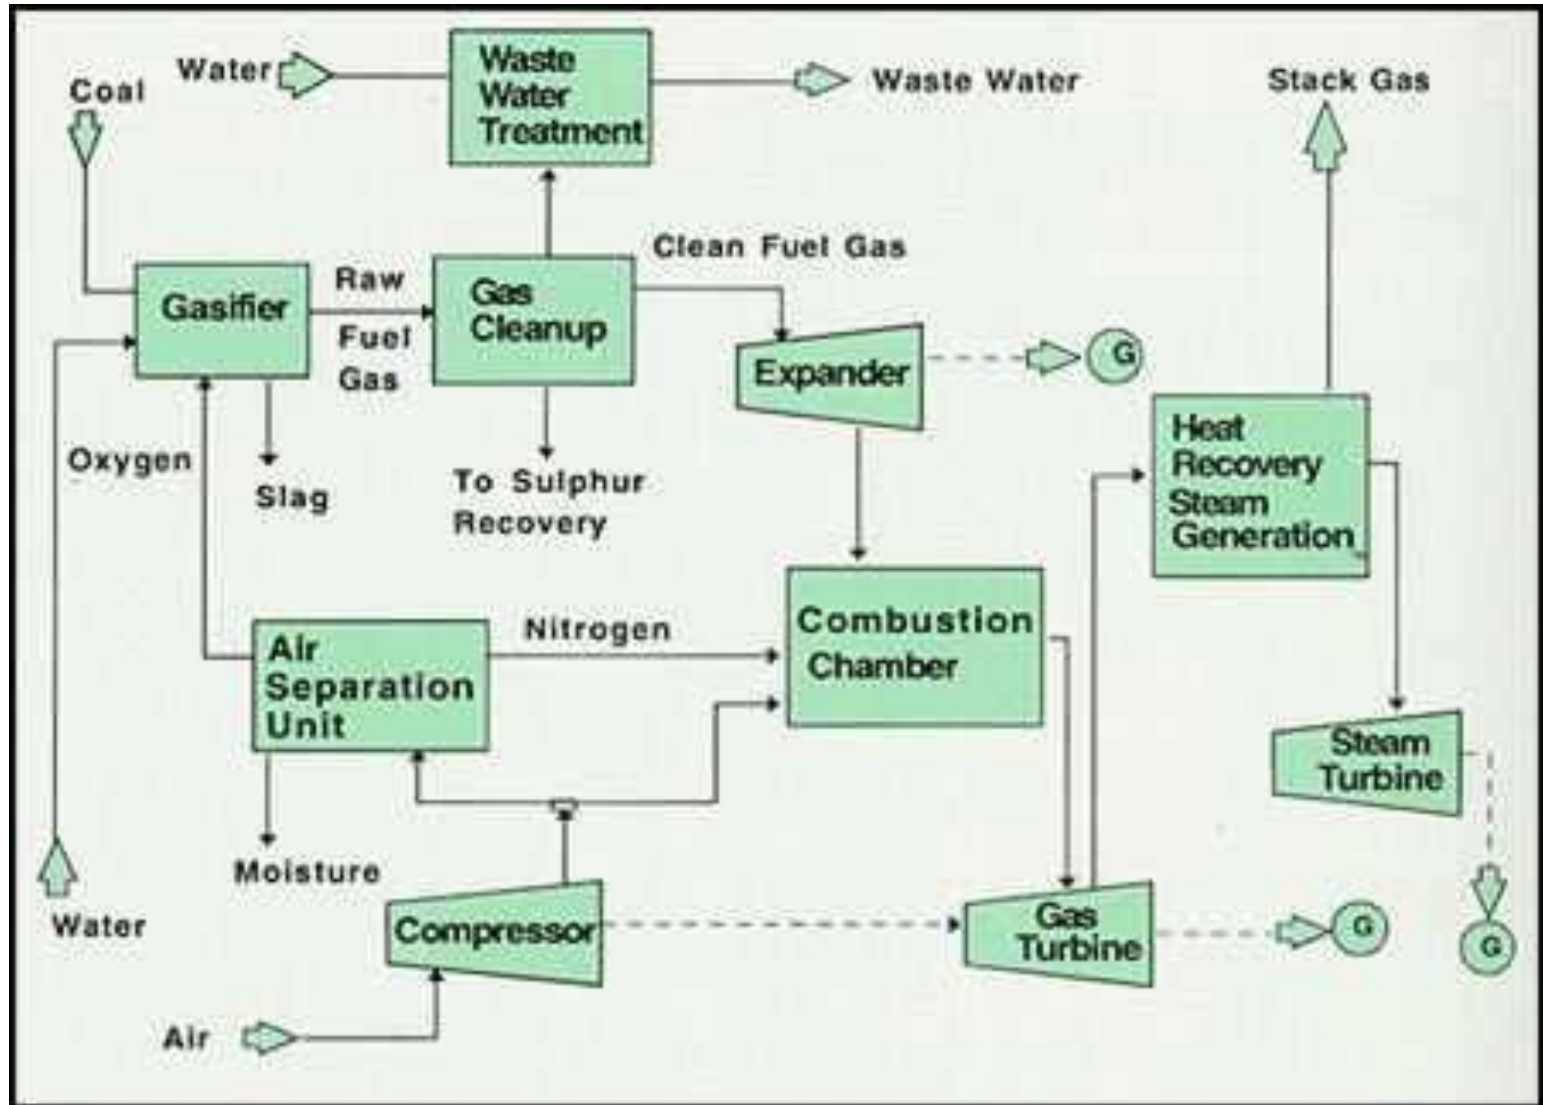 Coal
Water
Waste
Water
Treatment
Waste Water
Stack Gas
Gasifier
Raw
Fuel
Gas
Gas
Cleanup
Clean Fuel Gas
Expander
G
Oxygen
Slag
To Sulphur
Recovery
Heat
Recovery
Steam
Generation
Air
Separation
Unit
Nitrogen
Combustion
Chamber
Steam
Turbine
Moisture
Water
Compressor
Gas
Turbine
G
G
Air